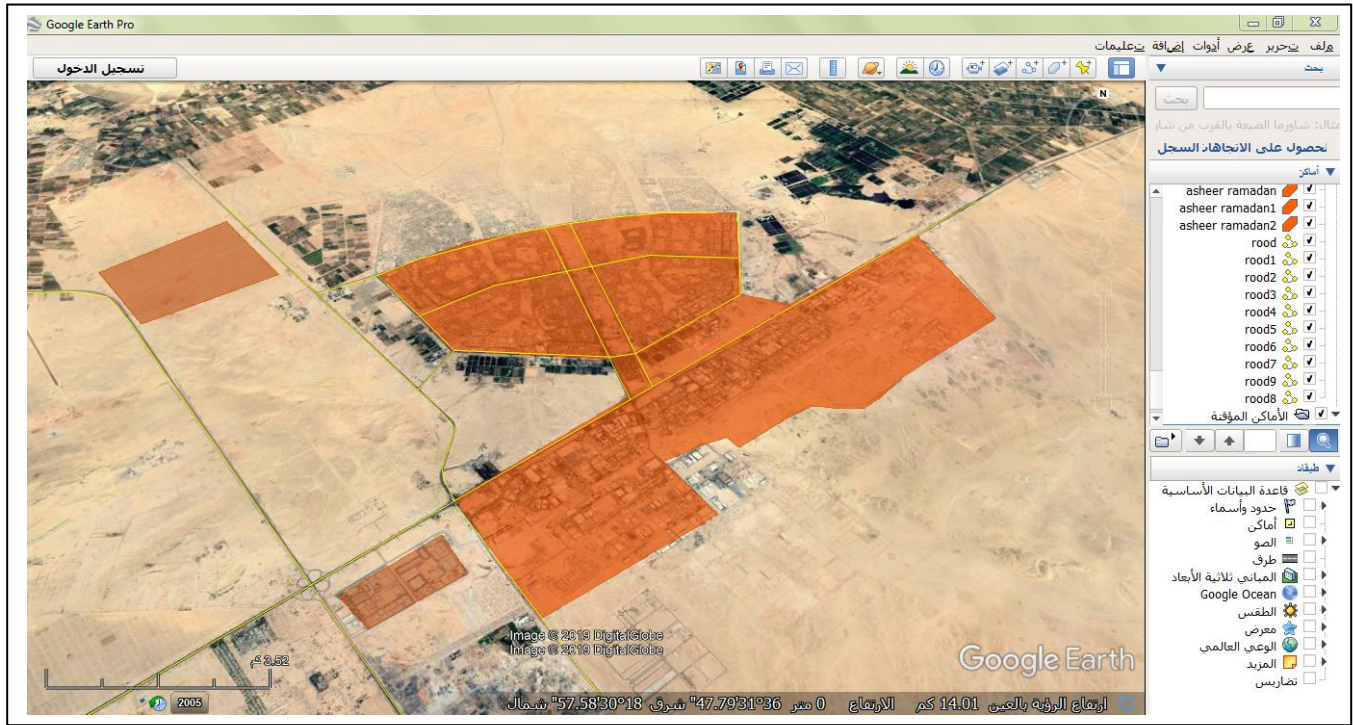 Google Earth Pro
ملف تحرير عرض أدوات إضافة تعليمات
تسجيل الدخول
بحث
بحث
مثال: شاورما الضيعة بالقرب من شار
السجل
أماكن
asheer ramadan
asheer ramadan1
asheer ramadan2
rood
rood1
rood2
rood3
rood4
rood5
rood6
rood7
rood9
rood8
الأماكن المؤقتة
طبقات
قاعدة البيانات الأساسية
حدود وأسماء
أماكن
الصو
طرق
المباني ثلاثية الأبعاد
Google Ocean
الطقس
معرض
الوعي العالمي
المزيد
تضاريس
N
Image © 2019 DigitalGlobe
Image © 2019 DigitalGlobe
Google Earth
3.52 كم
2005
ارتفاع الرؤية بالعين 14.01 كم الارتفاع 0 متر 36°31'47.79" شرق 18°30'57.58" شمال